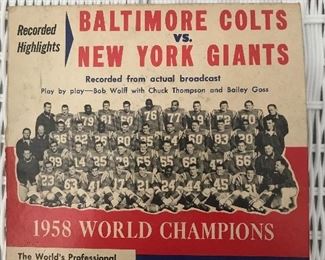 Recorded
Highlights
BALTIMORE COLTS
vs.
NEW YORK GIANTS
Recorded from actual broadcast
Play by play—Bob Wolff with Chuck Thompson and Bailey Goss
1958 WORLD CHAMPIONS
The World's Professional